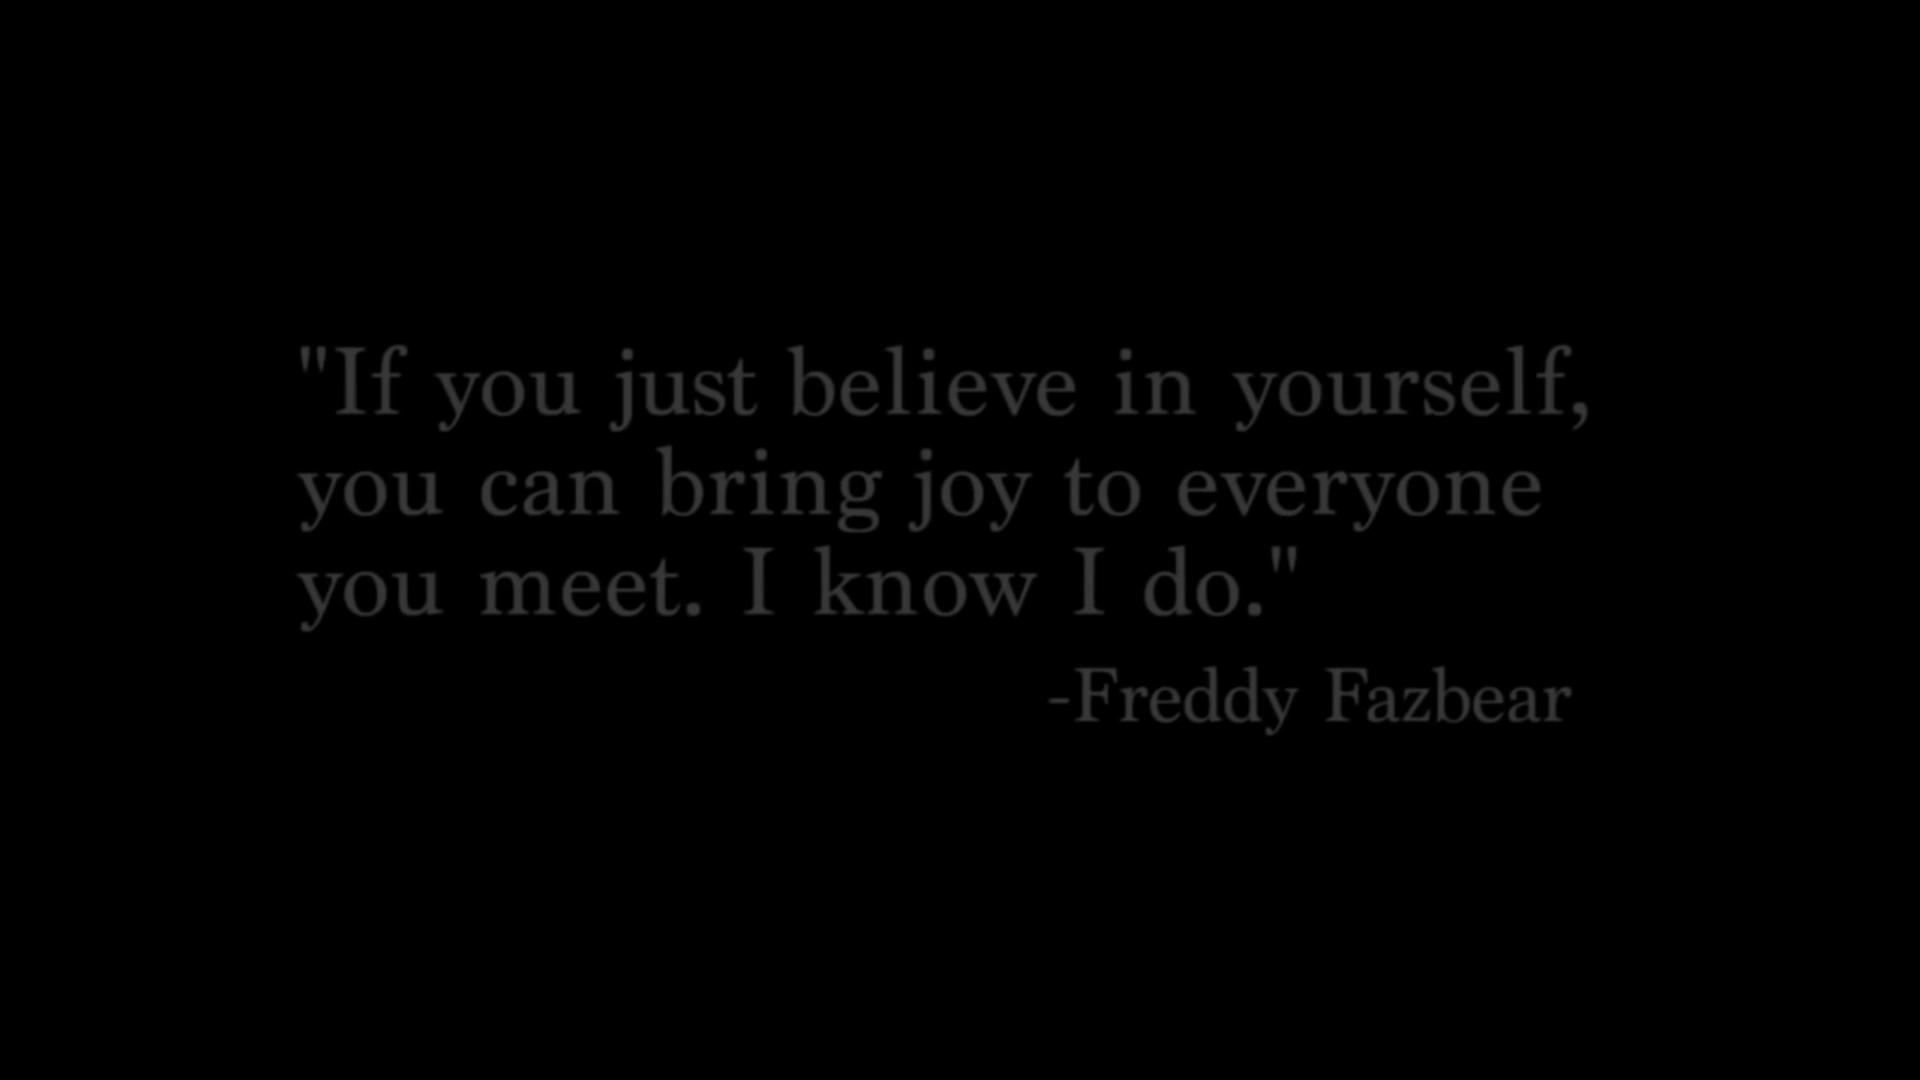 "If you just believe in yourself,
you can bring joy to everyone
you meet. I know I do."
-Freddy Fazbear